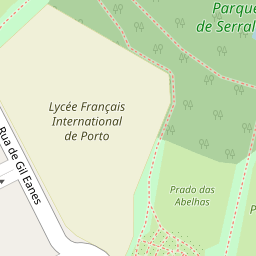 Parque
de Serral
Lycée Français
International
de Porto
Rua de Gil Eanes
Prado das
Abelhas